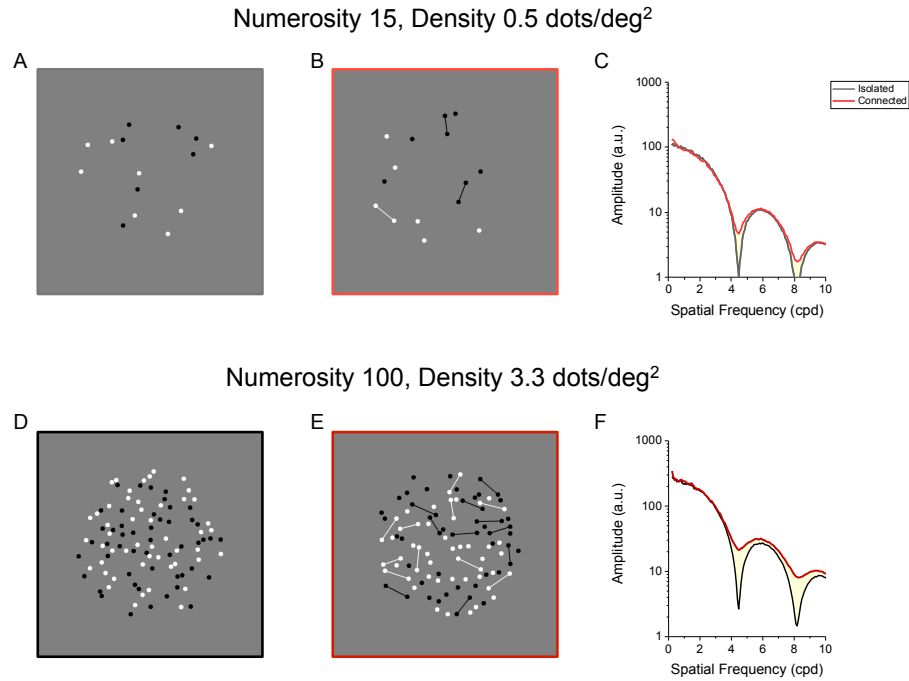 Numerosity 15, Density 0.5 dots/deg²
A
B
C
1000
100
10
1
Amplitude (a.u.)
0 2 4 6 8 10
Spatial Frequency (cpd)
Isolated
Connected
Numerosity 100, Density 3.3 dots/deg²
D
E
F
1000
100
10
1
Amplitude (a.u.)
0 2 4 6 8 10
Spatial Frequency (cpd)